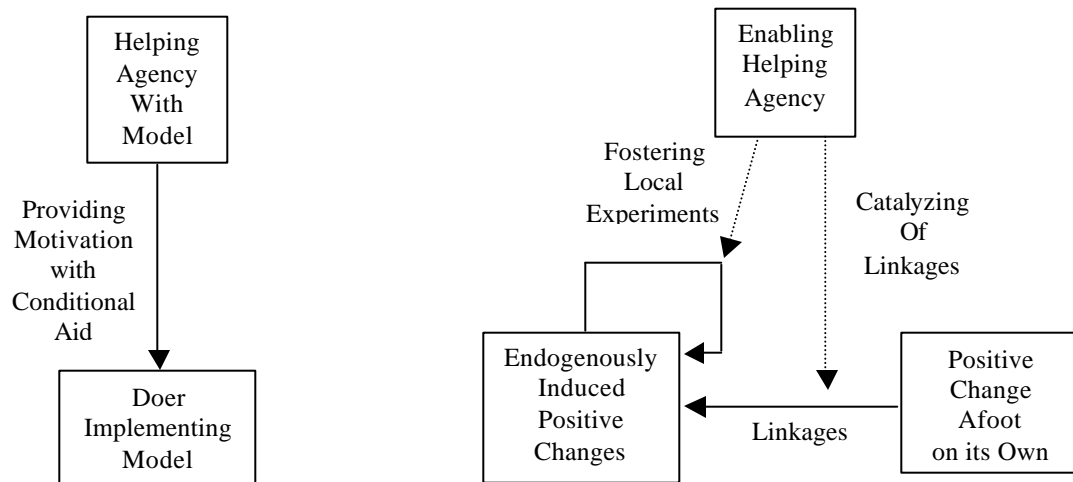 Helping
Agency
With
Model
Providing
Motivation
with
Conditional
Aid
Doer
Implementing
Model
Enabling
Helping
Agency
Fostering
Local
Experiments
Catalyzing
Of
Linkages
Endogenously
Induced
Positive
Changes
Linkages
Positive
Change
Afoot
on its Own